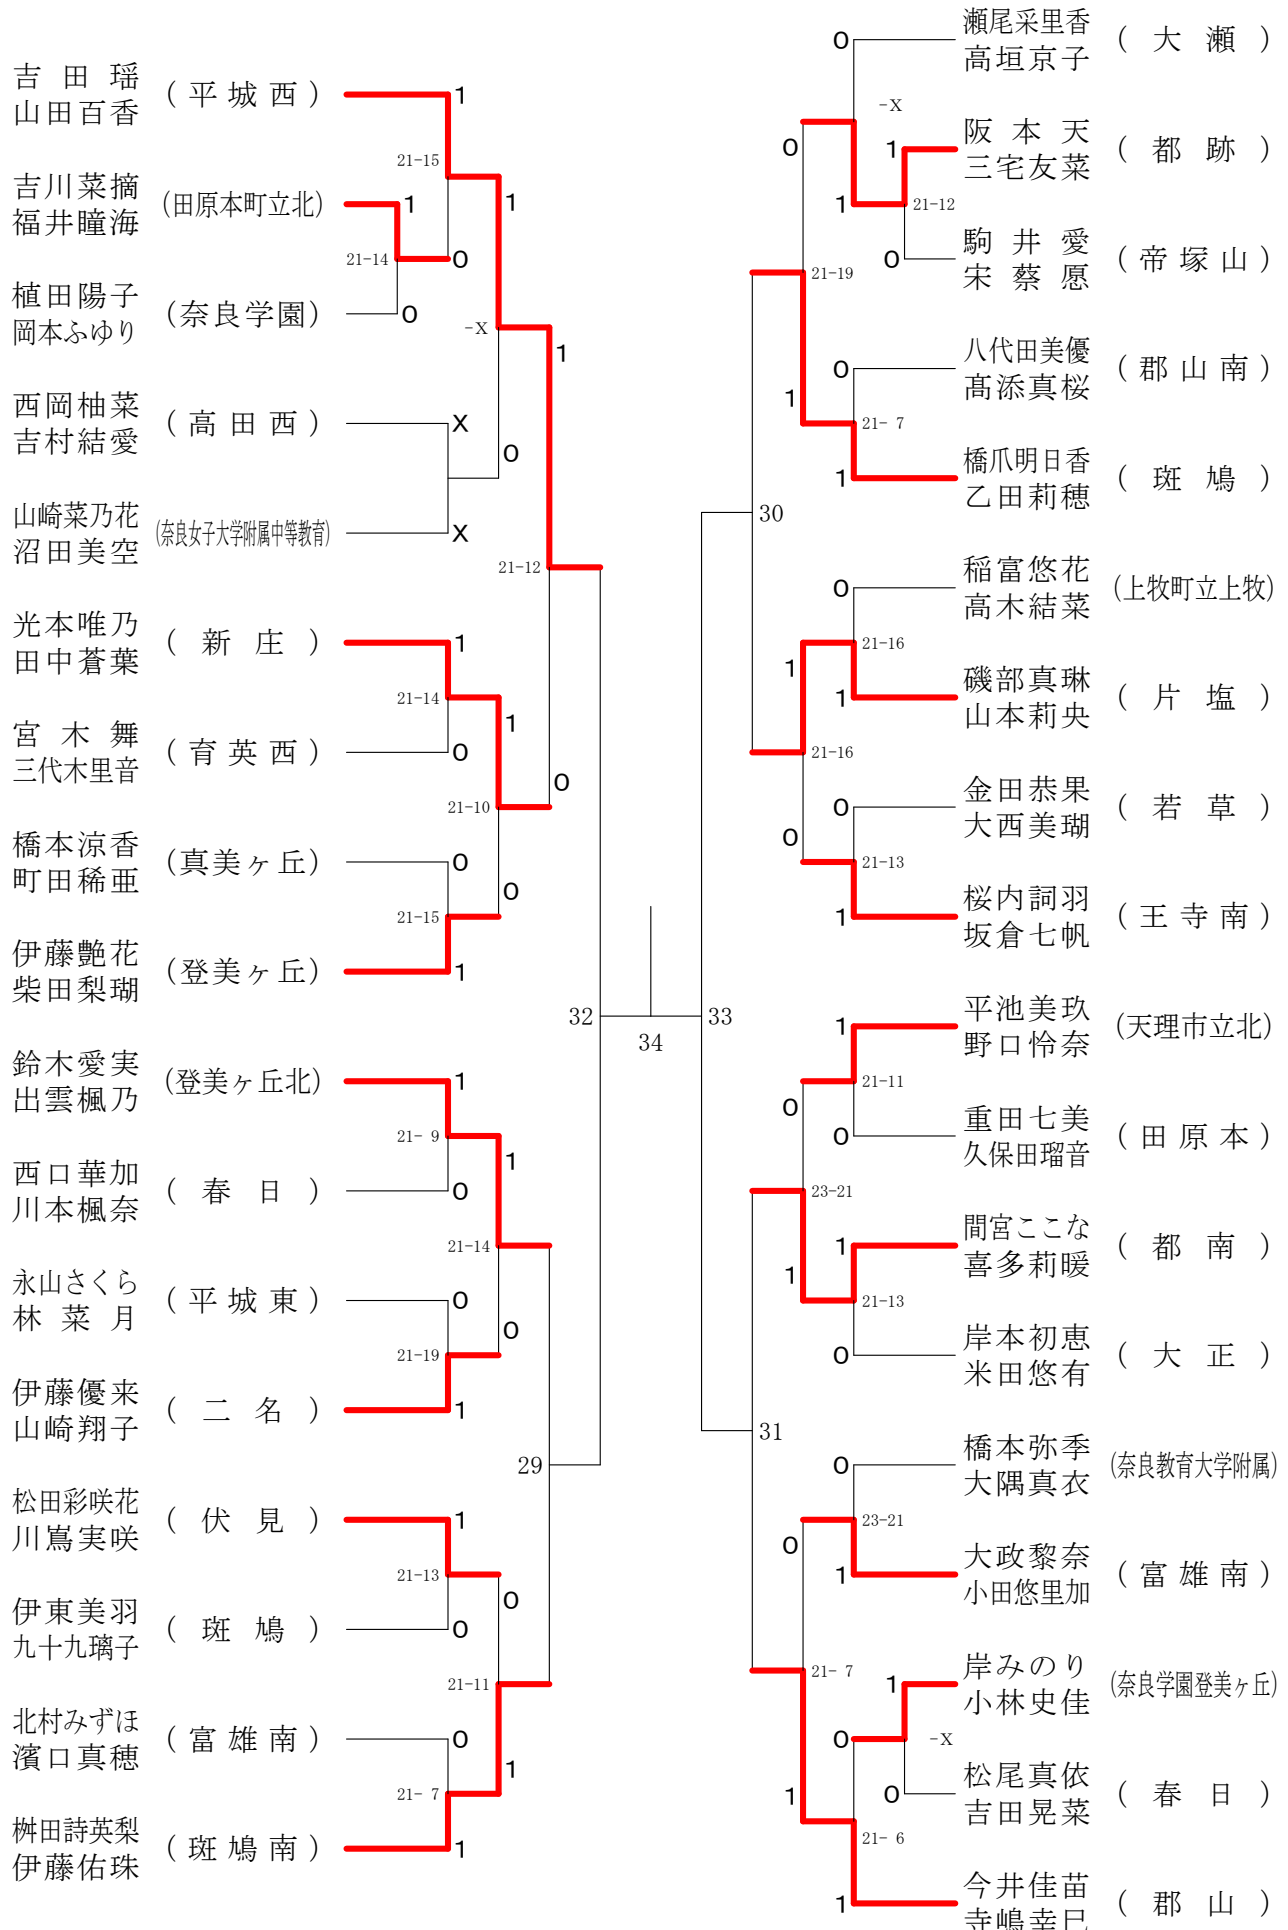 吉田瑶
山田百香
(平城西)
1
21-15
吉川菜摘
福井瞳海
(田原本町立北)
1
1
21-14
0
植田陽子
岡本ふゆり
(奈良学園)
0
-X
1
西岡柚菜
吉村結愛
(高田西)
X
0
山崎菜乃花
沼田美空
(奈良女子大学附属中等教育)
X
21-12
光本唯乃
田中蒼葉
(新庄)
1
21-14
1
宮木舞
三代木里音
(育英西)
0
0
21-10
橋本涼香
町田稀亜
(真美ヶ丘)
0
0
21-15
伊藤艶花
柴田梨瑚
(登美ヶ丘)
1
32
34
33
鈴木愛実
出雲楓乃
(登美ヶ丘北)
1
21- 9
1
西口華加
川本楓奈
(春日)
0
21-14
永山さくら
林菜月
(平城東)
0
0
21-19
伊藤優来
山崎翔子
(二名)
1
29
松田彩咲花
川嶌実咲
(伏見)
1
21-13
0
伊東美羽
九十九璃子
(斑鳩)
0
21-11
北村みずほ
濱口真穂
(富雄南)
0
1
21- 7
桝田詩英梨
伊藤佑珠
(斑鳩南)
1
0
瀬尾采里香
高垣京子
(大瀬)
-X
0
1
阪本天
三宅友菜
(都跡)
1
21-12
0
駒井愛
宋蔡愿
(帝塚山)
21-19
0
八代田美優
髙添真桜
(郡山南)
1
21- 7
1
橋爪明日香
乙田莉穂
(斑鳩)
30
0
稲富悠花
高木結菜
(上牧町立上牧)
21-16
1
1
磯部真琳
山本莉央
(片塩)
21-16
0
金田恭果
大西美瑚
(若草)
0
21-13
1
桜内詞羽
坂倉七帆
(王寺南)
1
平池美玖
野口怜奈
(天理市立北)
21-11
0
0
重田七美
久保田瑠音
(田原本)
23-21
1
間宮ここな
喜多莉暖
(都南)
1
21-13
0
岸本初恵
米田悠有
(大正)
31
0
橋本弥季
大隅真衣
(奈良教育大学附属)
23-21
0
1
大政黎奈
小田悠里加
(富雄南)
21- 7
1
岸みのり
小林史佳
(奈良学園登美ヶ丘)
0
-X
0
松尾真依
吉田晃菜
(春日)
1
21- 6
1
今井佳苗
寺嶋幸巳
(郡山)